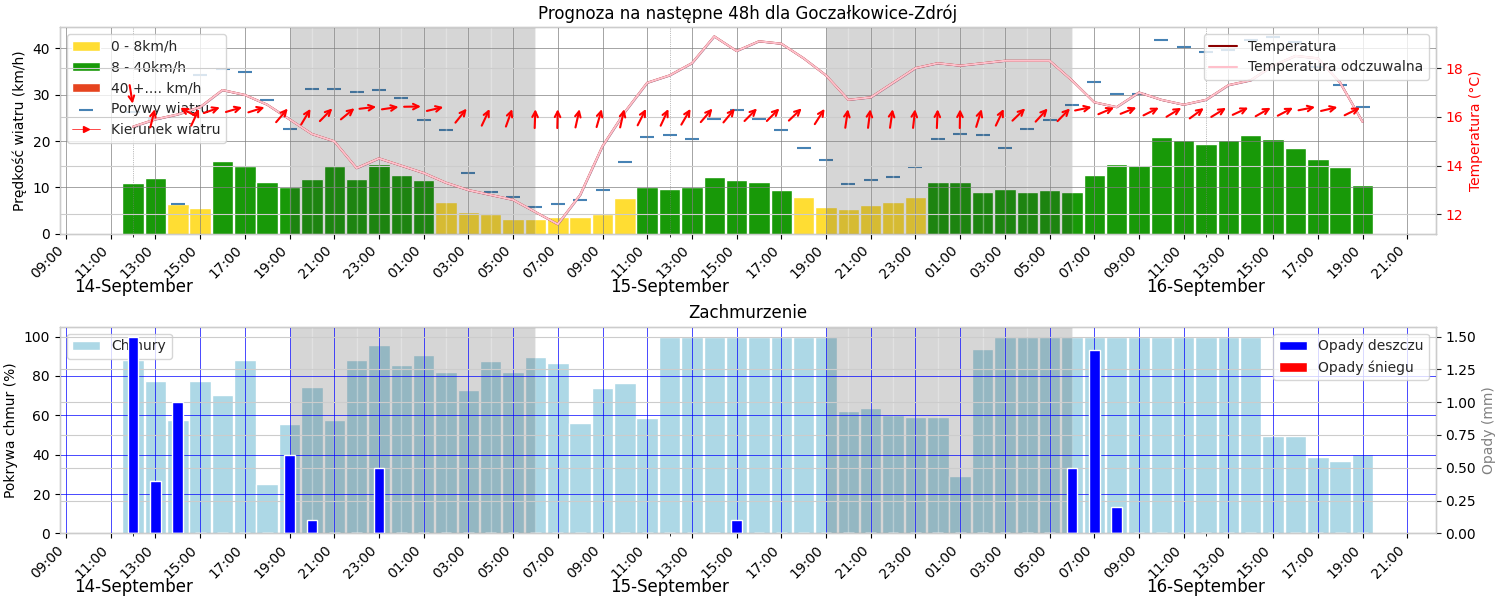 Prognoza na następne 48h dla Goczałkowice-Zdrój
Prędkość wiatru (km/h)
40
30
20
10
0
0 - 8km/h
8 - 40km/h
40 +.... km/h
Porywy wiatru
Kierunek wiatru
Temperatura
Temperatura odczuwalna
18
16
14
12
Temperatura (°C)
09:00 11:00 13:00 15:00 17:00 19:00 21:00 23:00 01:00 03:00 05:00 07:00 09:00 11:00 13:00 15:00 17:00 19:00 21:00 23:00 01:00 03:00 05:00 07:00 09:00 11:00 13:00 15:00 17:00 19:00 21:00
14-September 15-September 16-September
Zachmurzenie
Pokrywa chmur (%)
100
80
60
40
20
0
Chmury
Opady deszczu
Opady śniegu
1.50
1.25
1.00
0.75
0.50
0.25
0.00
Opady (mm)
09:00 11:00 13:00 15:00 17:00 19:00 21:00 23:00 01:00 03:00 05:00 07:00 09:00 11:00 13:00 15:00 17:00 19:00 21:00 23:00 01:00 03:00 05:00 07:00 09:00 11:00 13:00 15:00 17:00 19:00 21:00
14-September 15-September 16-September